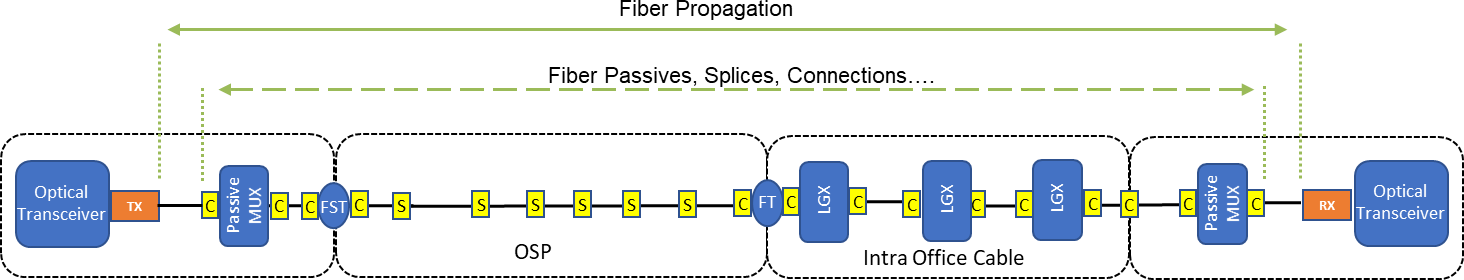 Fiber Propagation
Fiber Passives, Splices, Connections….
Optical
Transceiver
TX
C
Passive
MUX
C
C
FST
C
S
S
S
S
S
S
C
FT
C
LGX
C
C
LGX
C
C
LGX
C
C
C
Passive
MUX
C
RX
Optical
Transceiver
OSP
Intra Office Cable